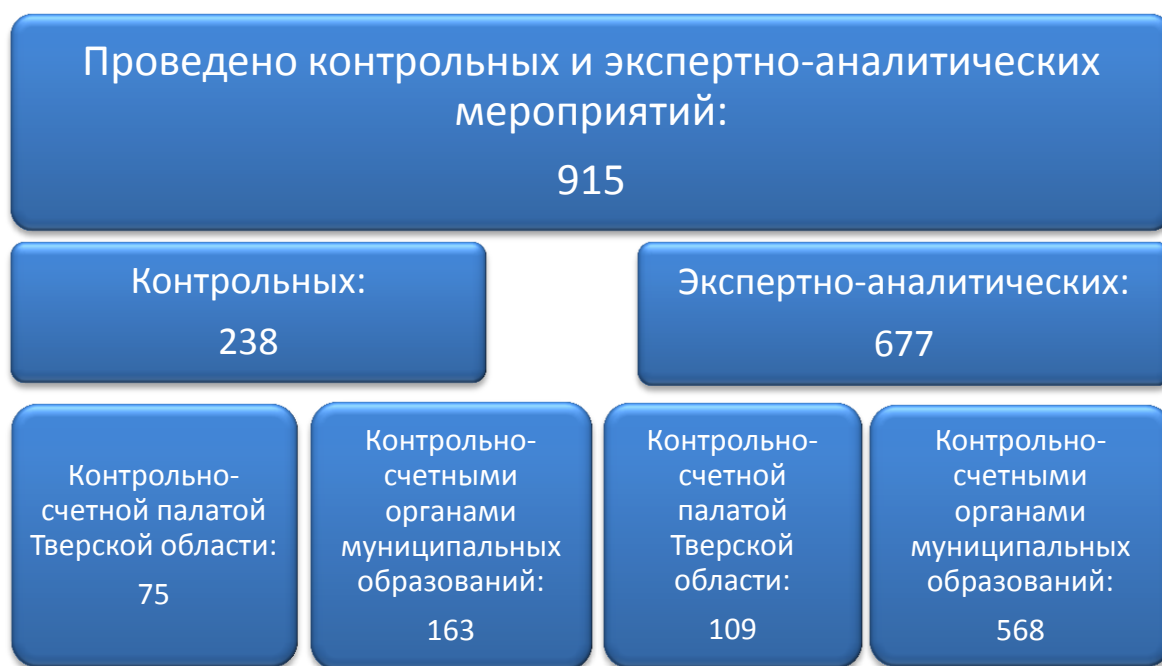 Проведено контрольных и экспертно-аналитических
мероприятий:
915
Контрольных:
238
Экспертно-аналитических:
677
Контрольно-
счетной палатой
Тверской области:
75
Контрольно-
счетными
органами
муниципальных
образований:
163
Контрольно-
счетной
палатой
Тверской
области:
109
Контрольно-
счетными
органами
муниципальных
образований:
568